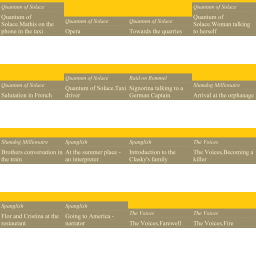 Quantum of Solace
Quantum of
Solace.Mathis on the
phone in the taxi
Quantum of Solace
Opera
Quantum of Solace
Towards the quarries
Quantum of Solace
Quantum of
Solace.Woman talking
to herself
Quantum of Solace
Salutation in French
Quantum of Solace
Quantum of Solace.Taxi
driver
Raid on Rommel
Signorina talking to a
German Captain
Slumdog Millionaire
Arrival at the orphanage
Slumdog Millionaire
Brothers conversation in
the train
Spanglish
At the summer place -
an interpreter
Spanglish
Introduction to the
Clasky's family
The Voices
The Voices.Becoming a
killer
Spanglish
Flor and Cristina at the
restaurant
Spanglish
Going to America -
narrator
The Voices
The Voices.Farewell
The Voices
The Voices.Fire